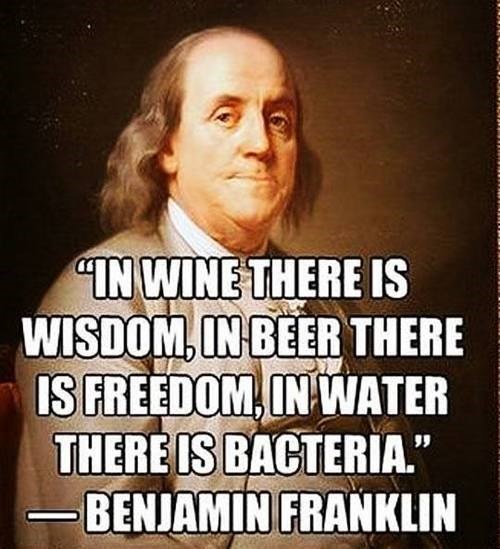 “IN WINE THERE IS
WISDOM, IN BEER THERE
IS FREEDOM, IN WATER
THERE IS BACTERIA.”
— BENJAMIN FRANKLIN